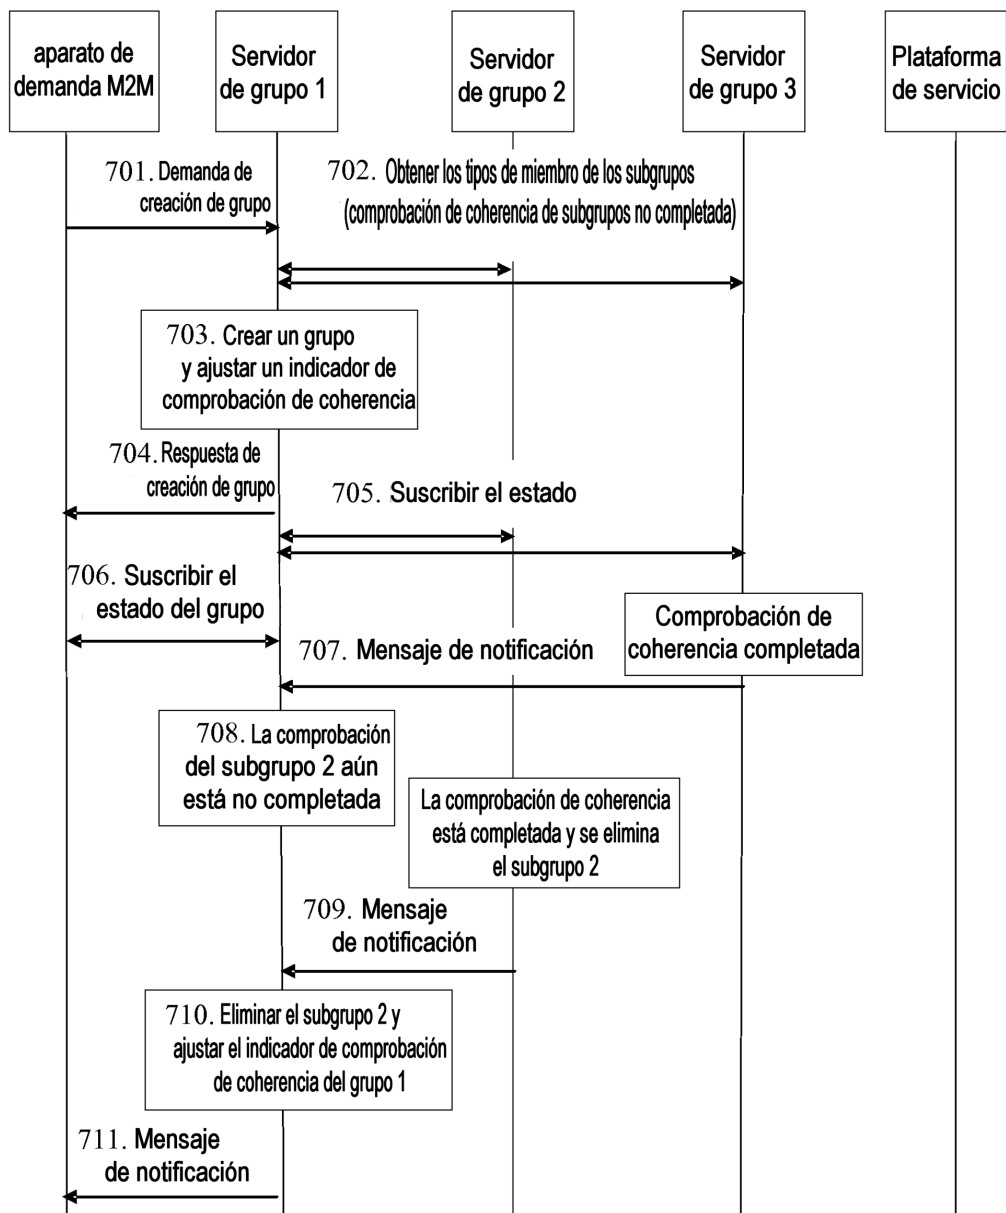 aparato de
demanda M2M
Servidor
de grupo 1
Servidor
de grupo 2
Servidor
de grupo 3
Plataforma
de servicio
701. Demanda de
creación de grupo
702. Obtener los tipos de miembro de los subgrupos
(comprobación de coherencia de subgrupos no completada)
703. Crear un grupo
y ajustar un indicador de
comprobación de coherencia
704. Respuesta de
creación de grupo
705. Suscribir el estado
706. Suscribir el
estado del grupo
Comprobación de
coherencia completada
707. Mensaje de notificación
708. La comprobación
del subgrupo 2 aún
está no completada
La comprobación de coherencia
está completada y se elimina
el subgrupo 2
709. Mensaje
de notificación
710. Eliminar el subgrupo 2 y
ajustar el indicador de comprobación
de coherencia del grupo 1
711. Mensaje
de notificación